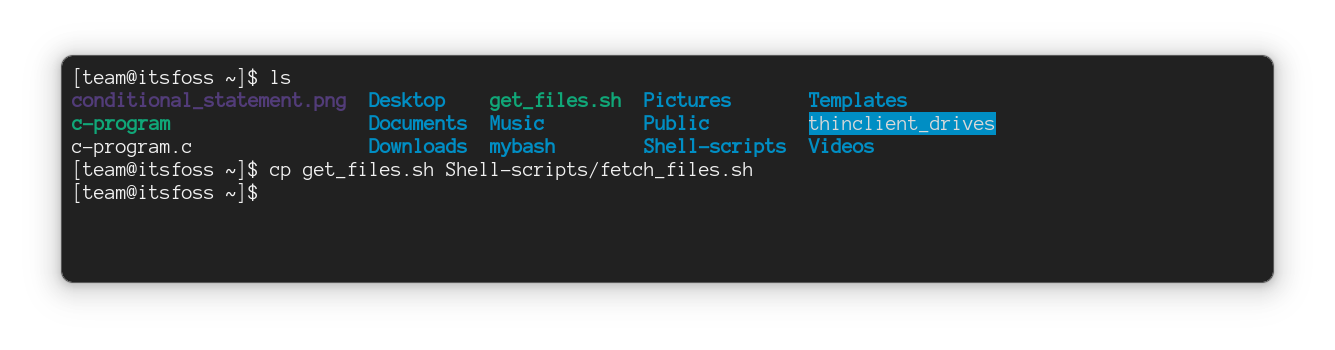 [team@itsfoss ~]$ ls
conditional_statement.png  Desktop    get_files.sh  Pictures       Templates
c-program                  Documents  Music         Public         thinclient_drives
c-program.c                Downloads  mybash        Shell-scripts  Videos
[team@itsfoss ~]$ cp get_files.sh Shell-scripts/fetch_files.sh
[team@itsfoss ~]$